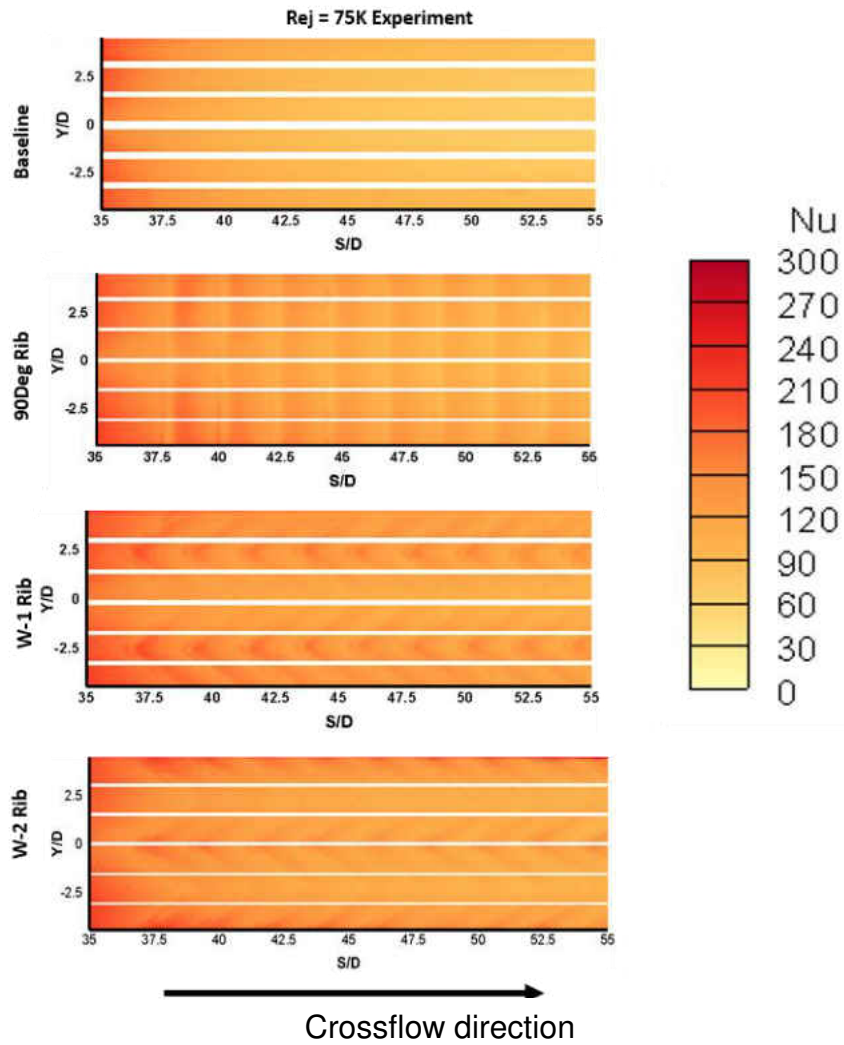 Rej = 75K Experiment
Baseline
Y/D
2.5
0
-2.5
35 37.5 40 42.5 45 47.5 50 52.5 55
S/D
90Deg Rib
Y/D
2.5
0
-2.5
35 37.5 40 42.5 45 47.5 50 52.5 55
S/D
W-1 Rib
Y/D
2.5
0
-2.5
35 37.5 40 42.5 45 47.5 50 52.5 55
S/D
W-2 Rib
Y/D
2.5
0
-2.5
35 37.5 40 42.5 45 47.5 50 52.5 55
S/D
Crossflow direction
Nu
300
270
240
210
180
150
120
90
60
30
0